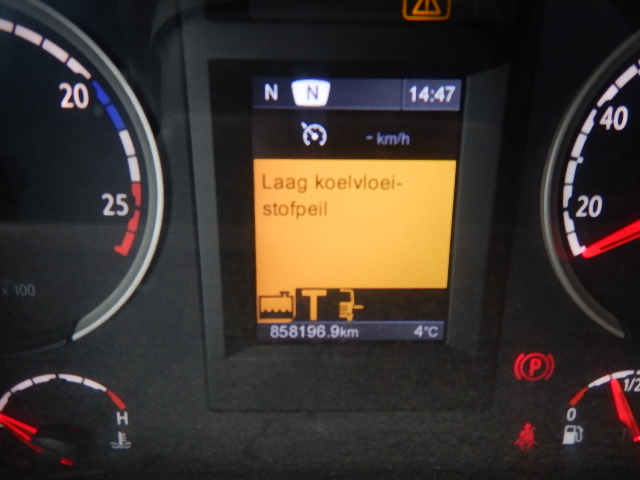 20
25
x 100
N N 14:47
- km/h
Laag koelvloei-
stofpeil
858196.9km 4°C
40
20
H
P
0 1/2